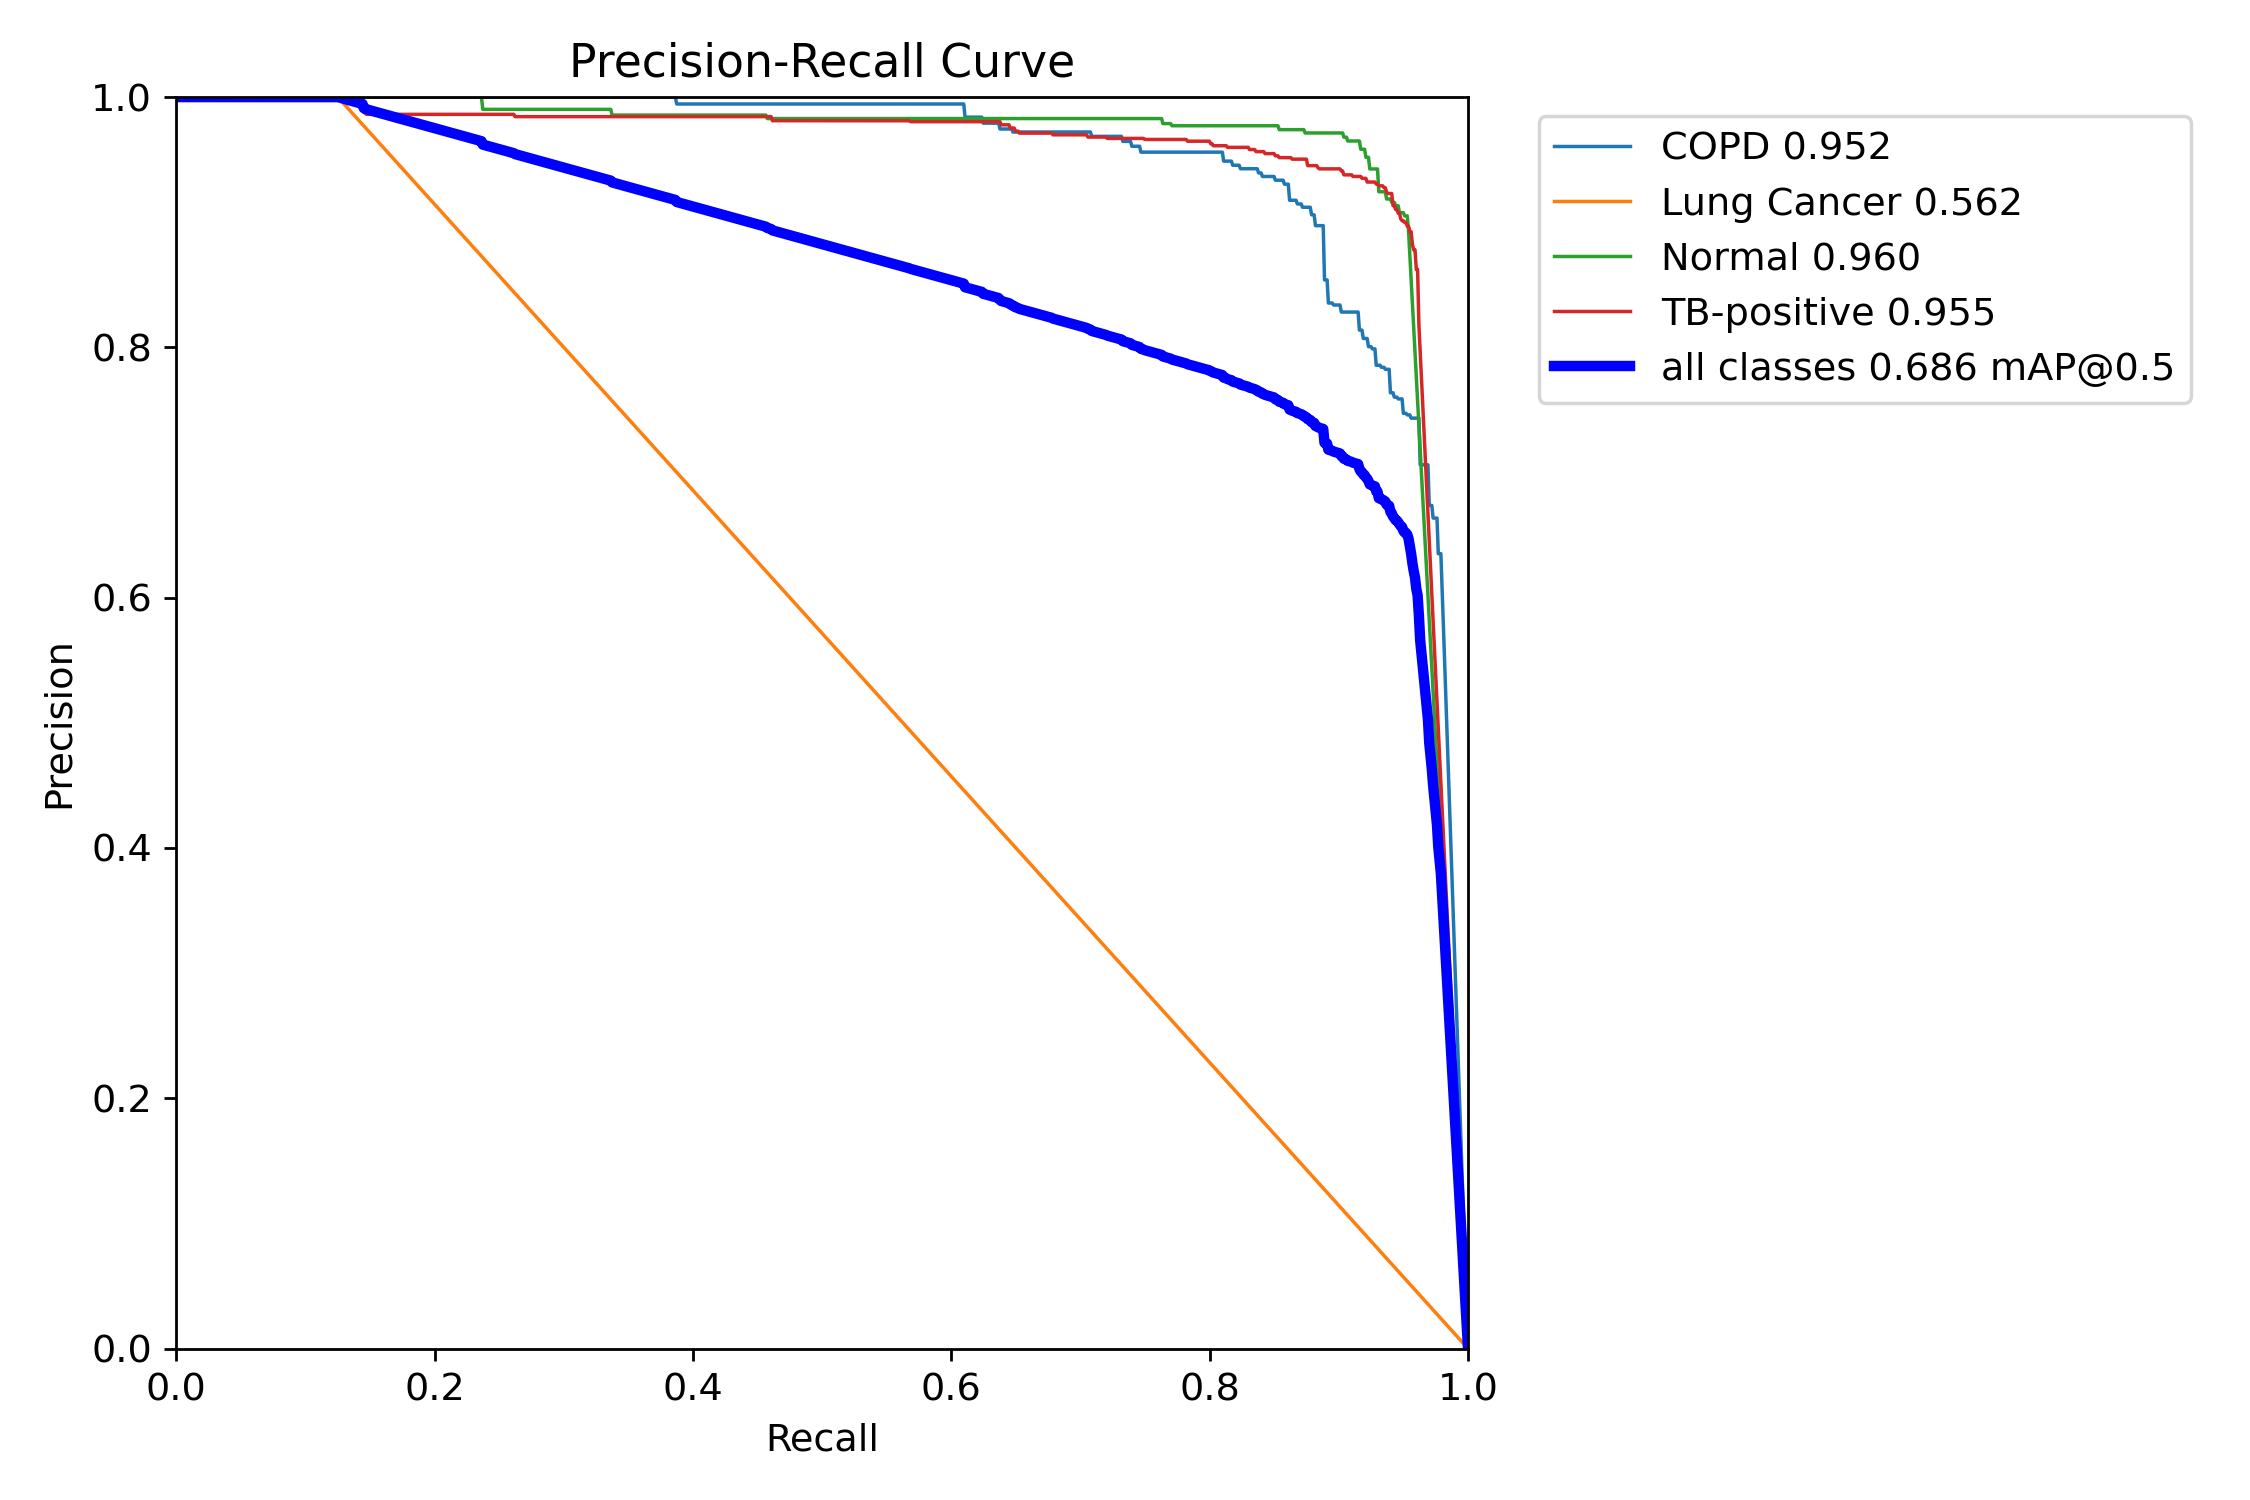 Precision-Recall Curve
1.0
0.8
0.6
0.4
0.2
0.0
Precision
0.0 0.2 0.4 0.6 0.8 1.0
Recall
COPD 0.952
Lung Cancer 0.562
Normal 0.960
TB-positive 0.955
all classes 0.686 mAP@0.5